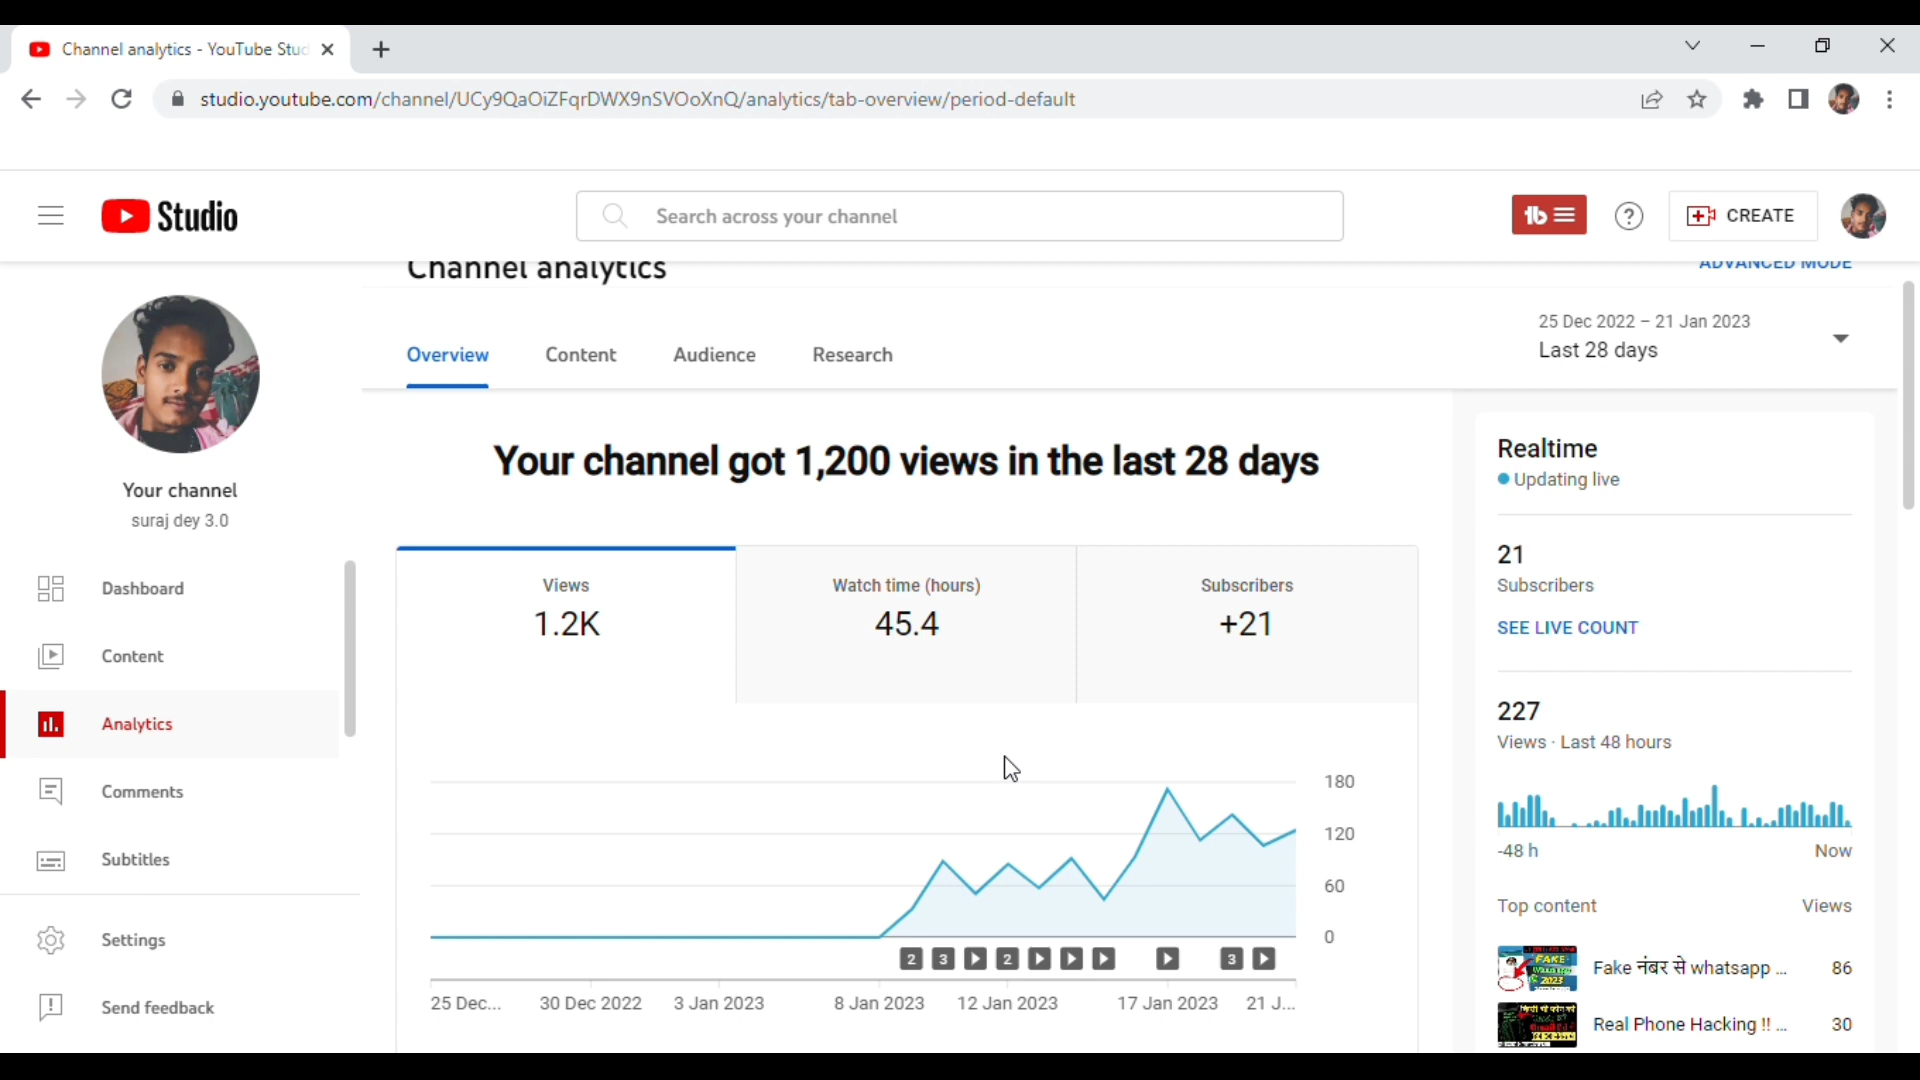 Channel analytics - YouTube Stud
studio.youtube.com/channel/UCy9QaOiZFqrDWX9nSVOoXnQ/analytics/tab-overview/period-default
Studio
Search across your channel
CREATE
Channel analytics
ADVANCED MODE
Overview
Content
Audience
Research
25 Dec 2022 – 21 Jan 2023
Last 28 days
Your channel
suraj dey 3.0
Dashboard
Content
Analytics
Comments
Subtitles
Settings
Send feedback
Your channel got 1,200 views in the last 28 days
Views
1.2K
Watch time (hours)
45.4
Subscribers
+21
180
120
60
0
2 3 2 3
25 Dec... 30 Dec 2022 3 Jan 2023 8 Jan 2023 12 Jan 2023 17 Jan 2023 21 J...
Realtime
Updating live
21
Subscribers
SEE LIVE COUNT
227
Views · Last 48 hours
-48 h Now
Top content Views
Fake नंबर से whatsapp ... 86
Real Phone Hacking !! ... 30